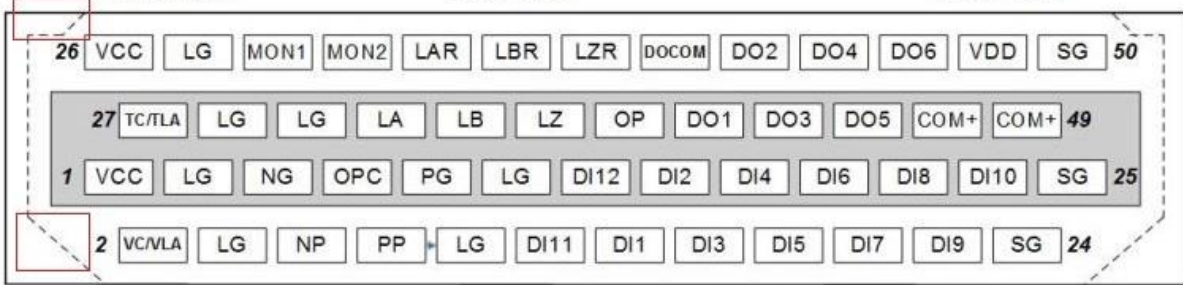 26 VCC LG MON1 MON2 LAR LBR LZR DOCOM DO2 DO4 DO6 VDD SG 50
27 TC/TLA LG LG LA LB LZ OP DO1 DO3 DO5 COM+ COM+ 49
1 VCC LG NG OPC PG LG DI12 DI2 DI4 DI6 DI8 DI10 SG 25
2 VC/VLA LG NP PP LG DI11 DI1 DI3 DI5 DI7 DI9 SG 24